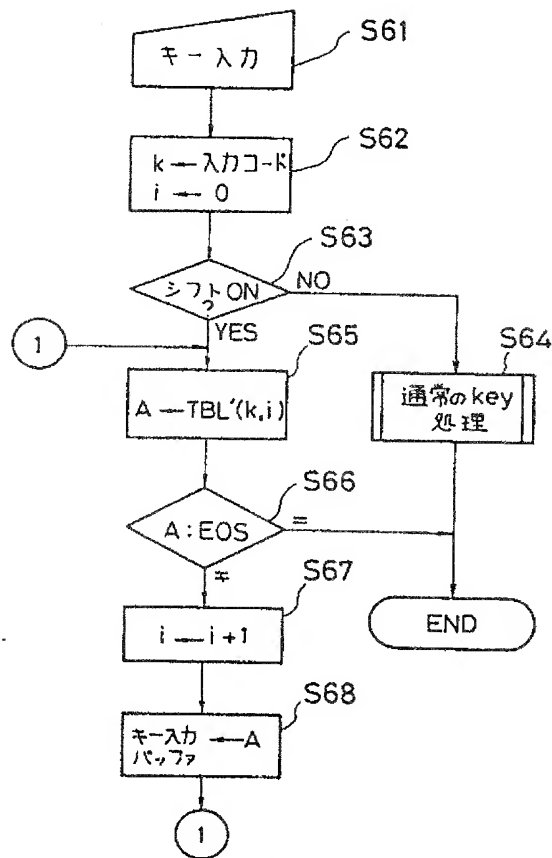 S61
キー入力
S62
k←入力コード
i ← 0
S63
シフトON
?
NO
YES
1
S65
S64
A←TBL'(k,i)
通常のkey
処理
S66
A:EOS
=
≠
S67
i←i+1
END
S68
キー入力
バッファ
←A
1